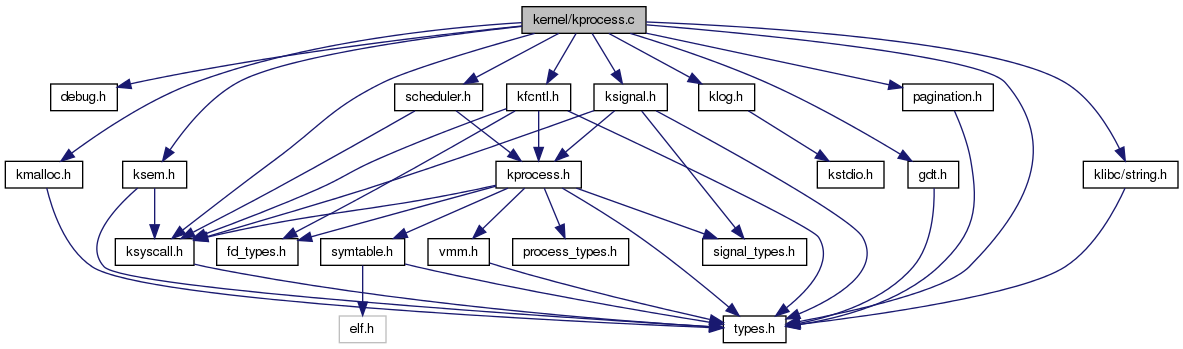 kernel/kprocess.c
debug.h
scheduler.h
kfcntl.h
ksignal.h
klog.h
pagination.h
kmalloc.h
ksem.h
kprocess.h
kstdio.h
gdt.h
klibc/string.h
ksyscall.h
fd_types.h
symtable.h
vmm.h
process_types.h
signal_types.h
elf.h
types.h